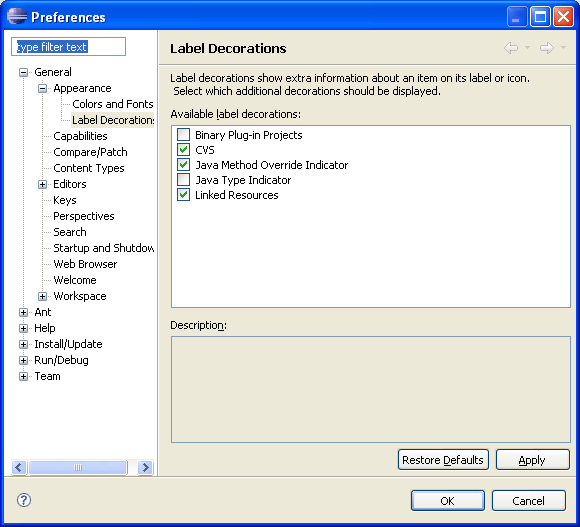 Preferences
type filter text
General
Appearance
Colors and Fonts
Label Decorations
Capabilities
Compare/Patch
Content Types
Editors
Keys
Perspectives
Search
Startup and Shutdow
Web Browser
Welcome
Workspace
Ant
Help
Install/Update
Run/Debug
Team
Label Decorations
Label decorations show extra information about an item on its label or icon.
Select which additional decorations should be displayed.
Available label decorations:
Binary Plug-in Projects
CVS
Java Method Override Indicator
Java Type Indicator
Linked Resources
Description:
Restore Defaults
Apply
?
OK
Cancel